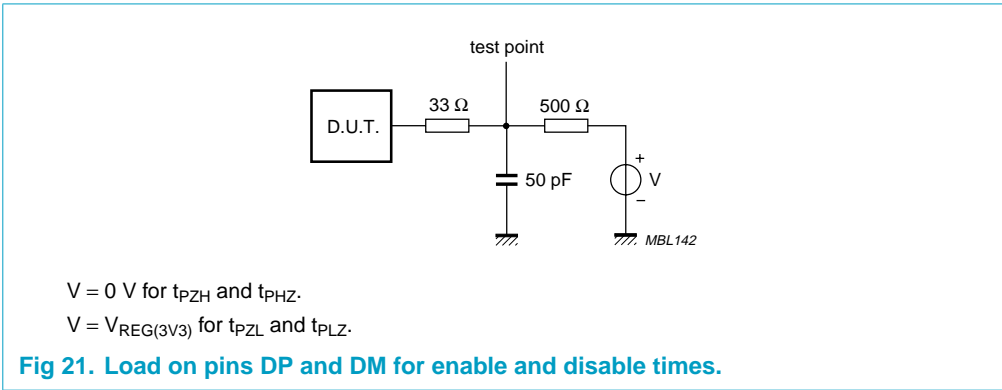 test point
D.U.T.
33 Ω
500 Ω
50 pF
+
V
−
MBL142
V = 0 V for tPZH and tPHZ.
V = VREG(3V3) for tPZL and tPLZ.
Fig 21. Load on pins DP and DM for enable and disable times.